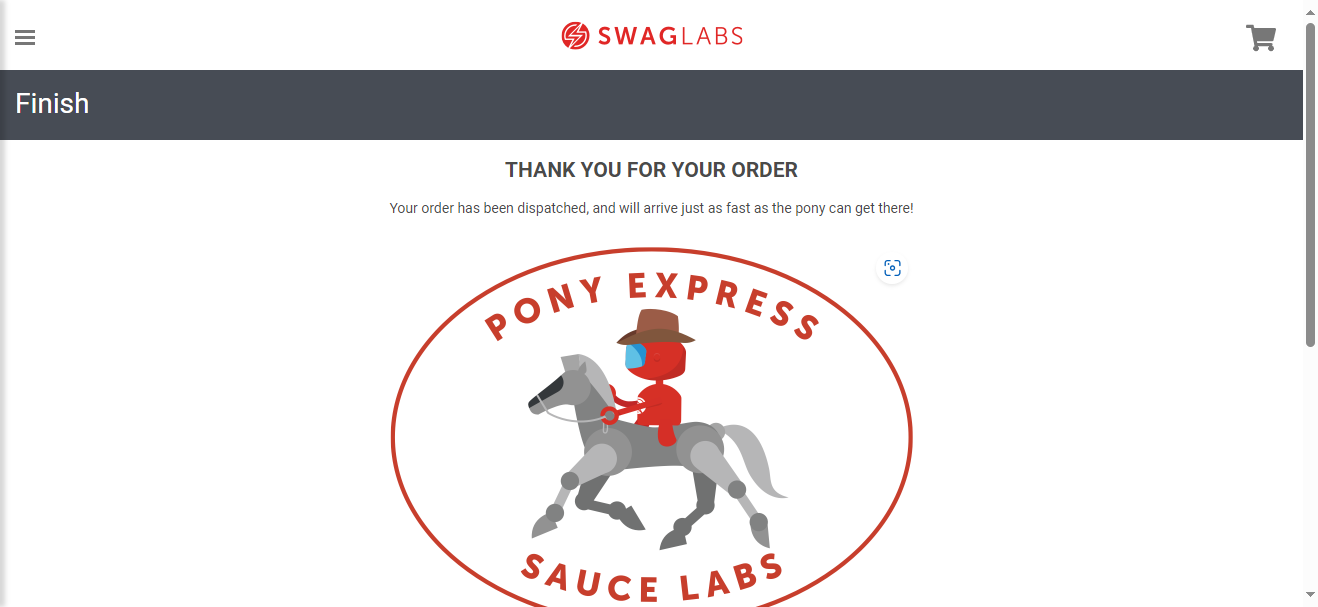 SWAGLABS
Finish
THANK YOU FOR YOUR ORDER
Your order has been dispatched, and will arrive just as fast as the pony can get there!
PONY EXPRESS
SAUCE LABS